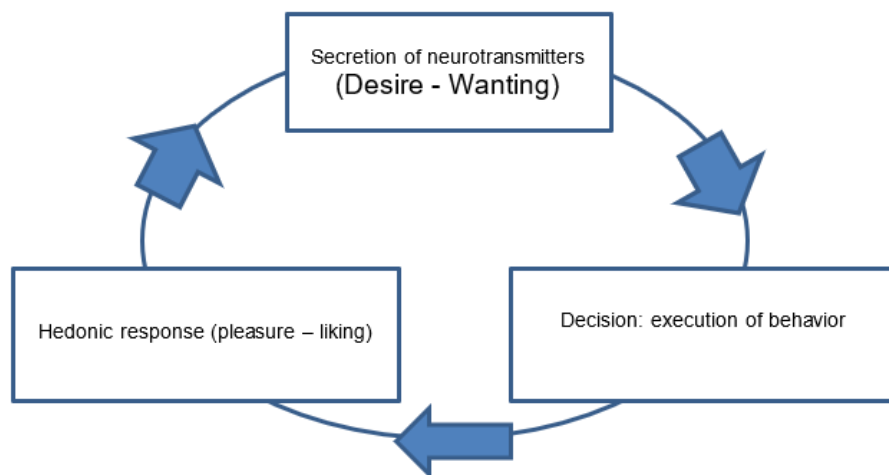 Secretion of neurotransmitters
(Desire - Wanting)
Decision: execution of behavior
Hedonic response (pleasure – liking)